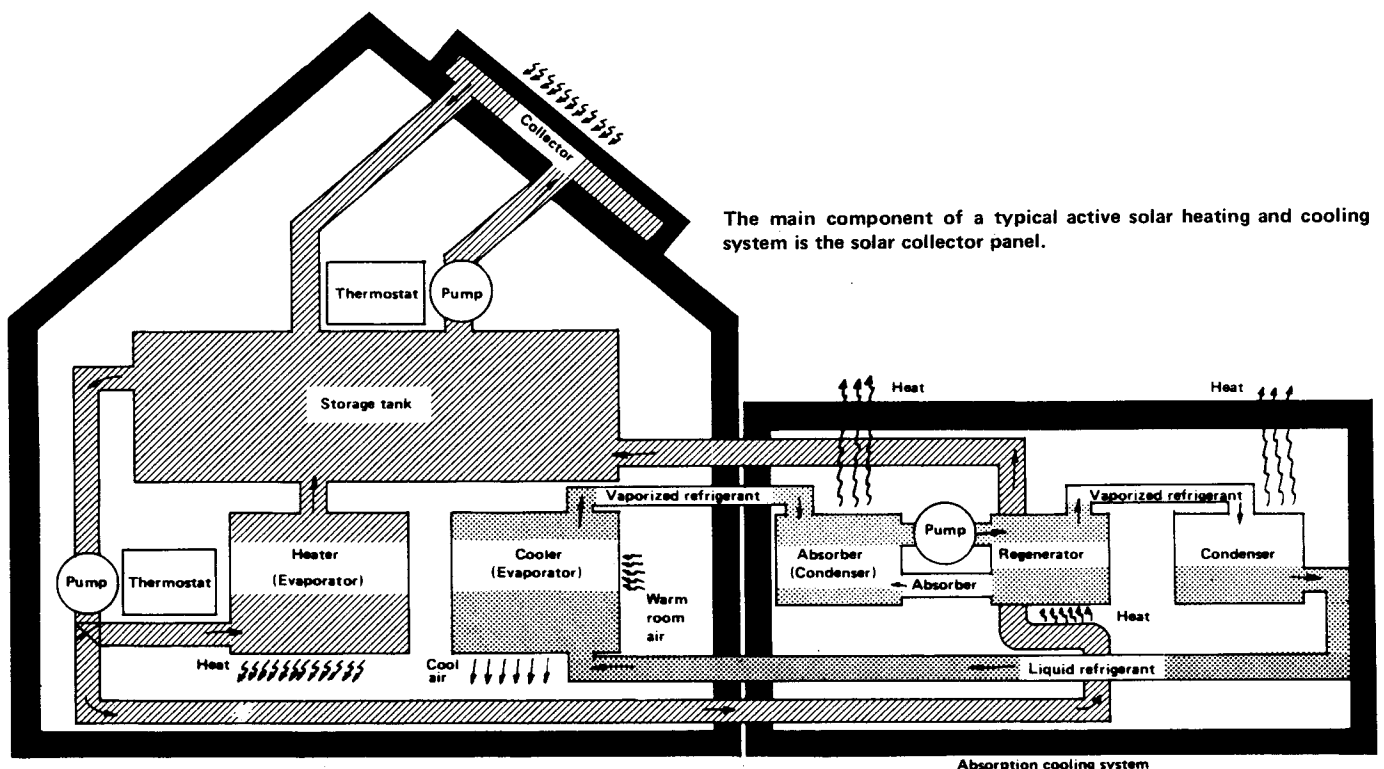 Collector
The main component of a typical active solar heating and cooling
system is the solar collector panel.
Thermostat
Pump
Storage tank
Heat
Heat
Vaporized refrigerant
Vaporized refrigerant
Pump
Thermostat
Heater
(Evaporator)
Cooler
(Evaporator)
Warm
room
air
Absorber
(Condenser)
Pump
Regenerator
Condenser
Absorber
Heat
Heat
Cool
air
Liquid refrigerant
Absorption cooling system